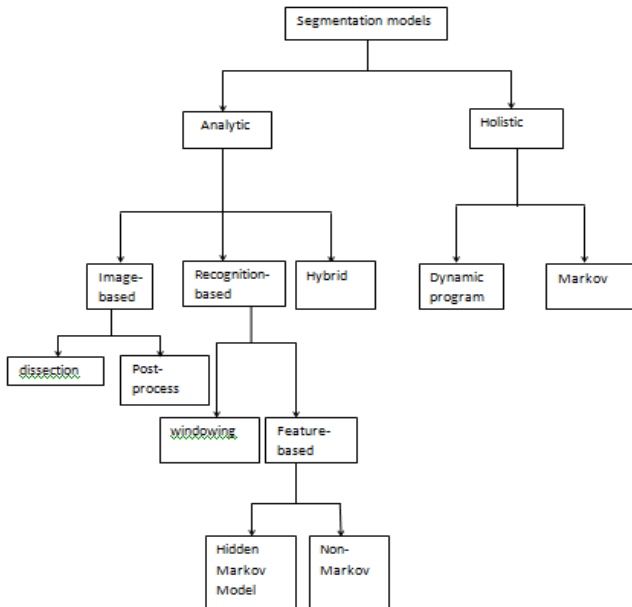 Segmentation models
Analytic
Holistic
Image-
based
Recognition-
based
Hybrid
Dynamic
program
Markov
dissection
Post-
process
windowing
Feature-
based
Hidden
Markov
Model
Non-
Markov